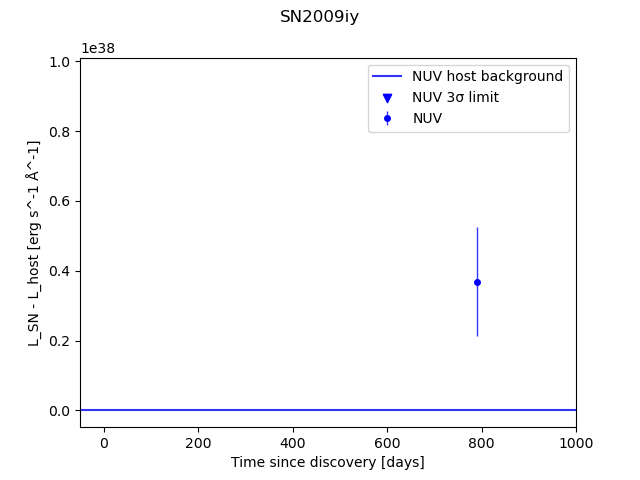 SN2009iy
1e38
NUV host background
NUV 3σ limit
NUV
1.0
0.8
0.6
0.4
0.2
0.0
L_SN - L_host [erg s^-1 Å^-1]
0 200 400 600 800 1000
Time since discovery [days]